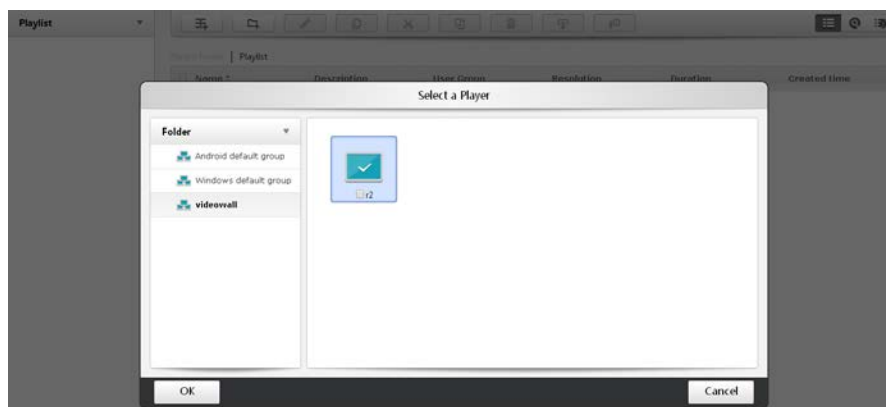 Playlist
Playlist
Name
Description
User Group
Resolution
Duration
Created time
Select a Player
Folder
Android default group
Windows default group
videowall
r2
OK
Cancel